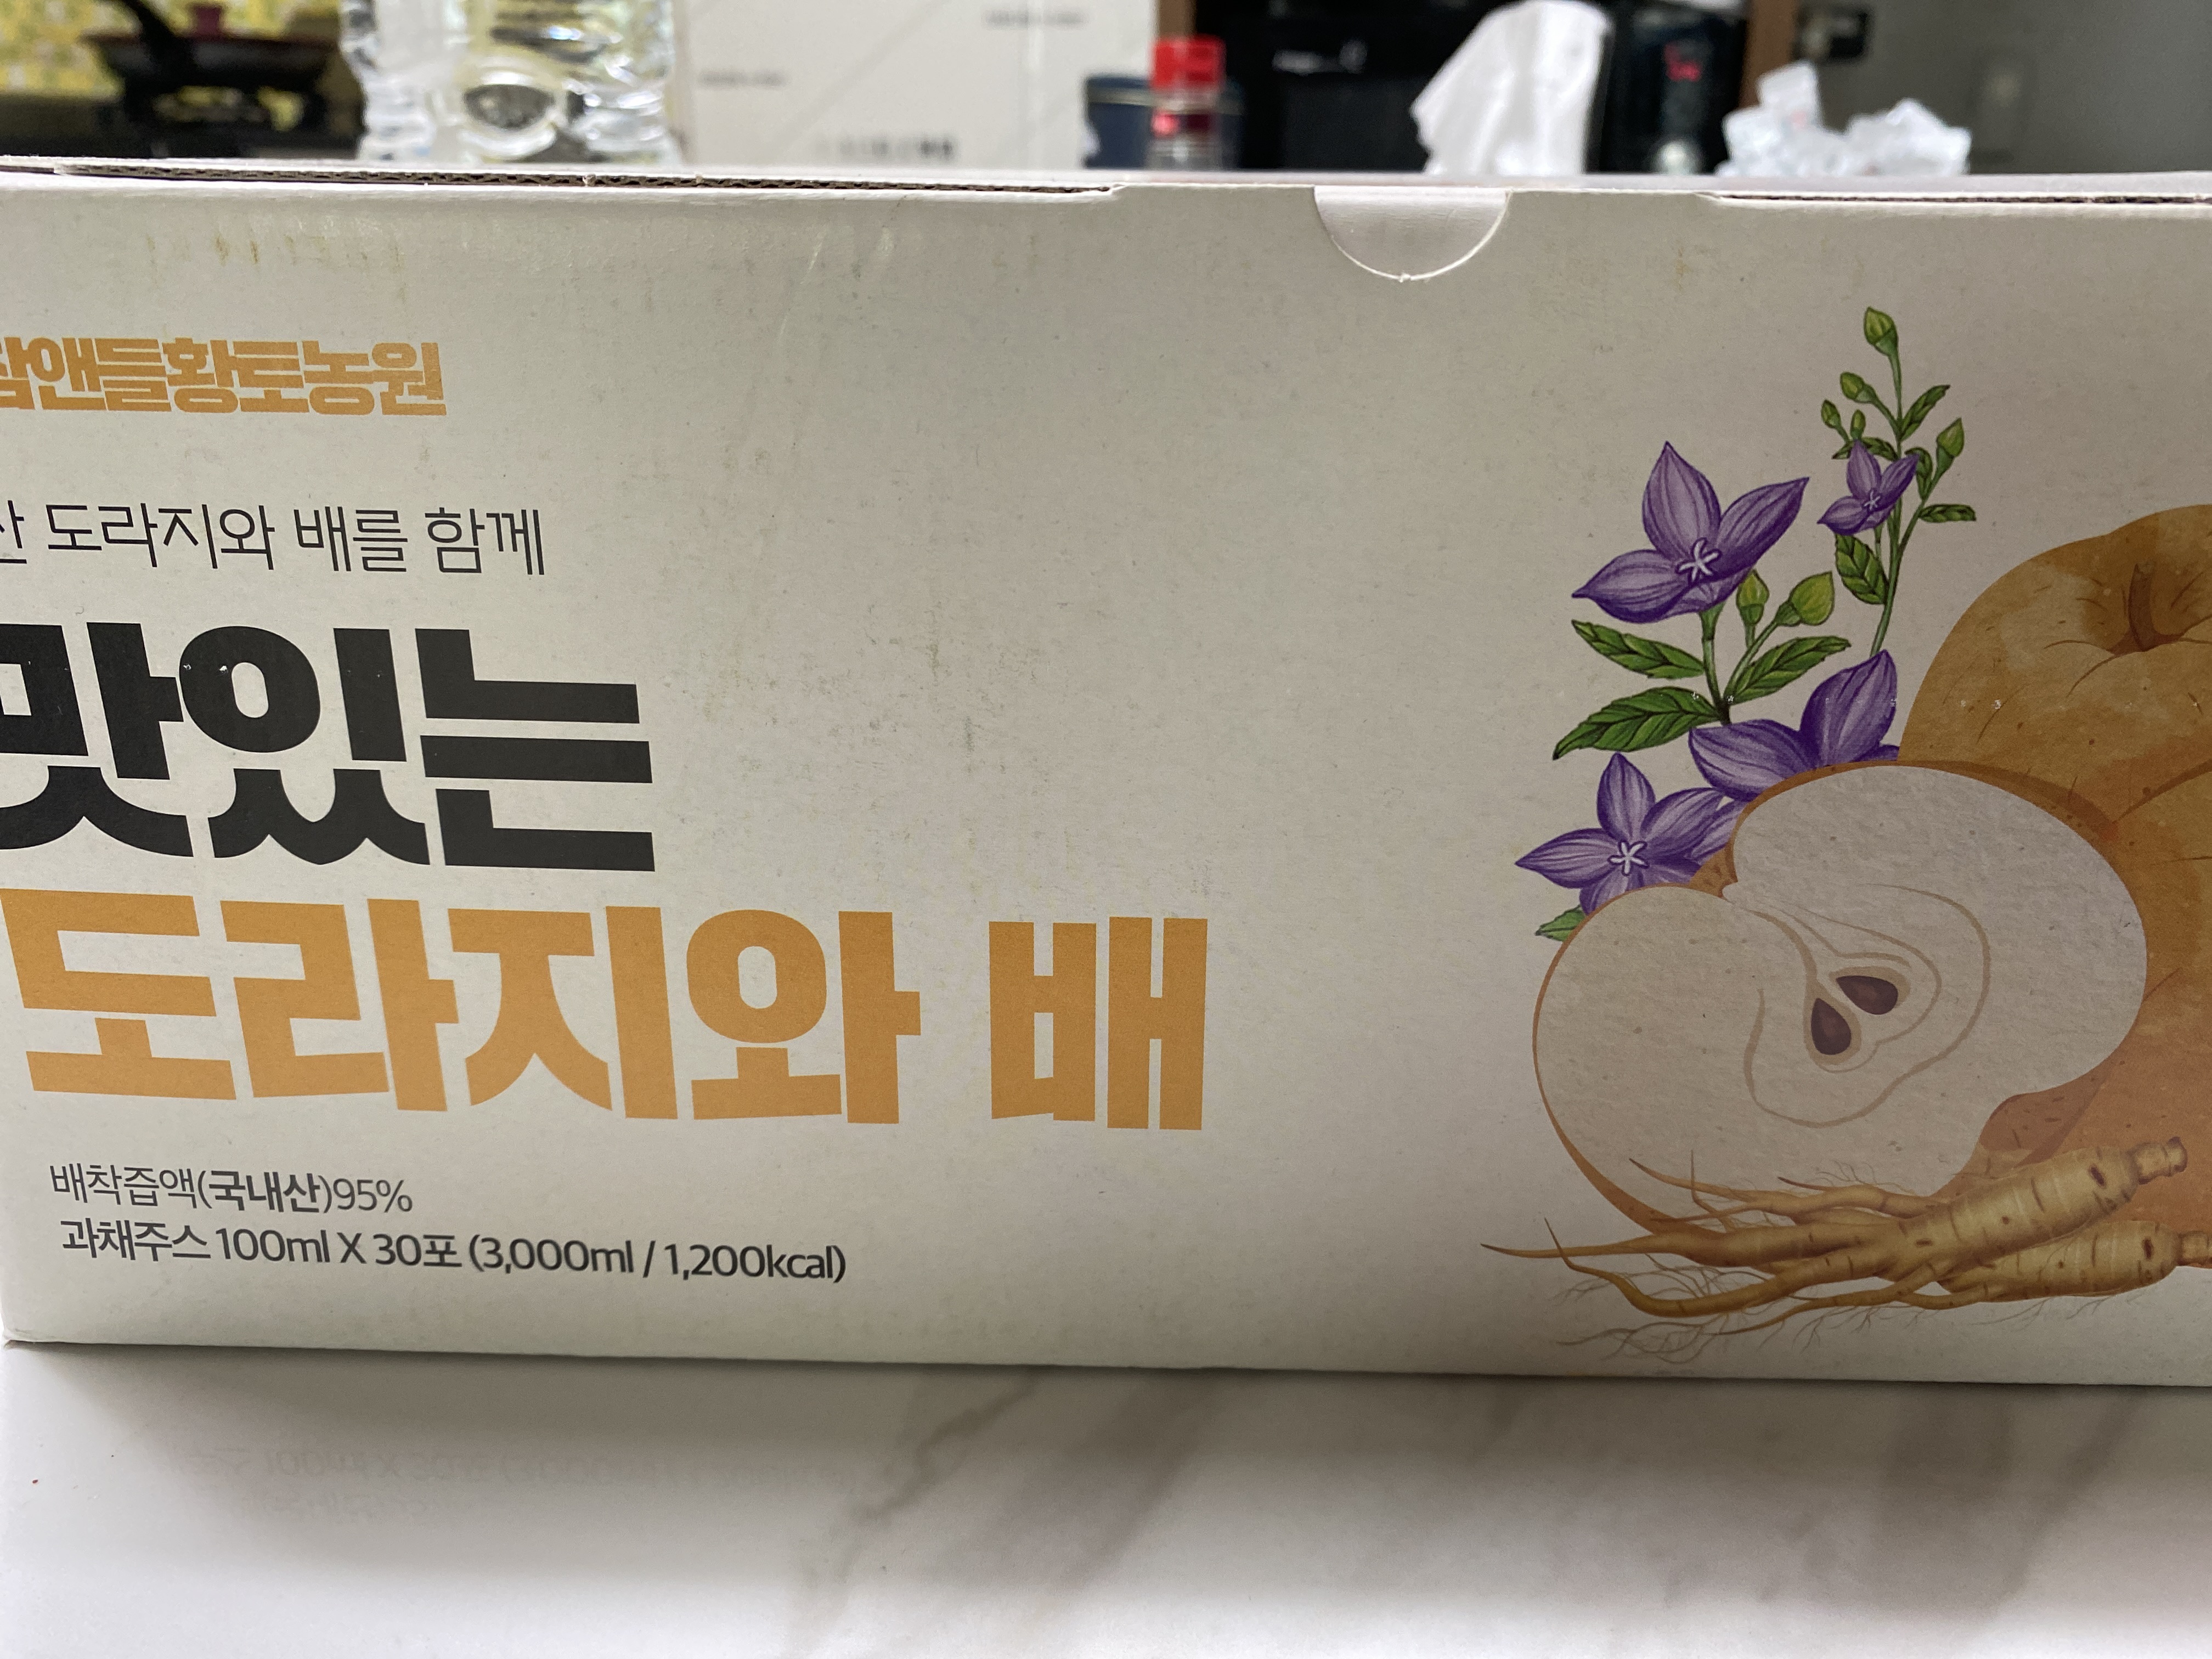 참앤들황토농원
산 도라지와 배를 함께
맛있는
도라지와 배
배착즙액(국내산)95%
과채주스 100ml X 30포 (3,000ml / 1,200kcal)